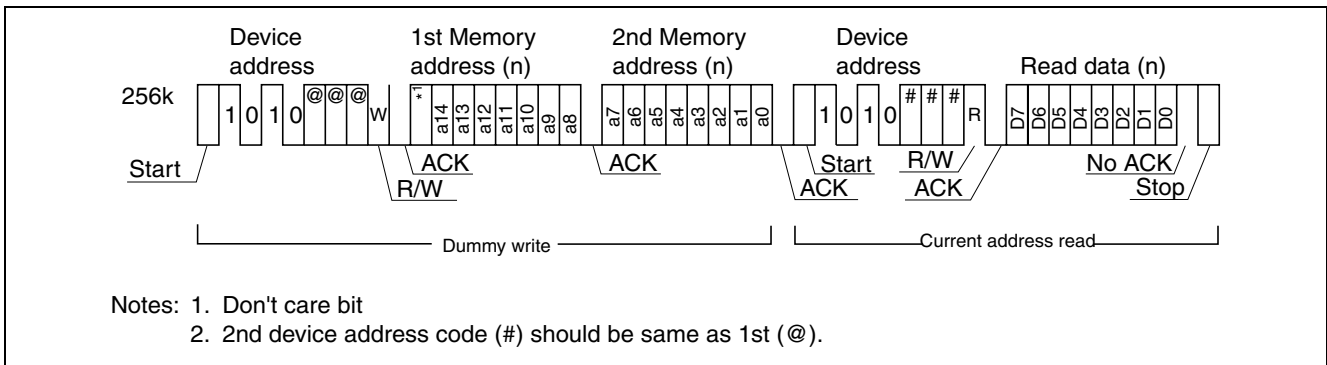 Device address
1st Memory address (n)
2nd Memory address (n)
Device address
Read data (n)
256k
1 0 1 0 @ @ @ W
*1 a14 a13 a12 a11 a10 a9 a8
a7 a6 a5 a4 a3 a2 a1 a0
1 0 1 0 # # # R
D7 D6 D5 D4 D3 D2 D1 D0
Start
R/W
ACK
ACK
ACK
Start
R/W
ACK
No ACK
Stop
Dummy write
Current address read
Notes: 1. Don't care bit
2. 2nd device address code (#) should be same as 1st (@).